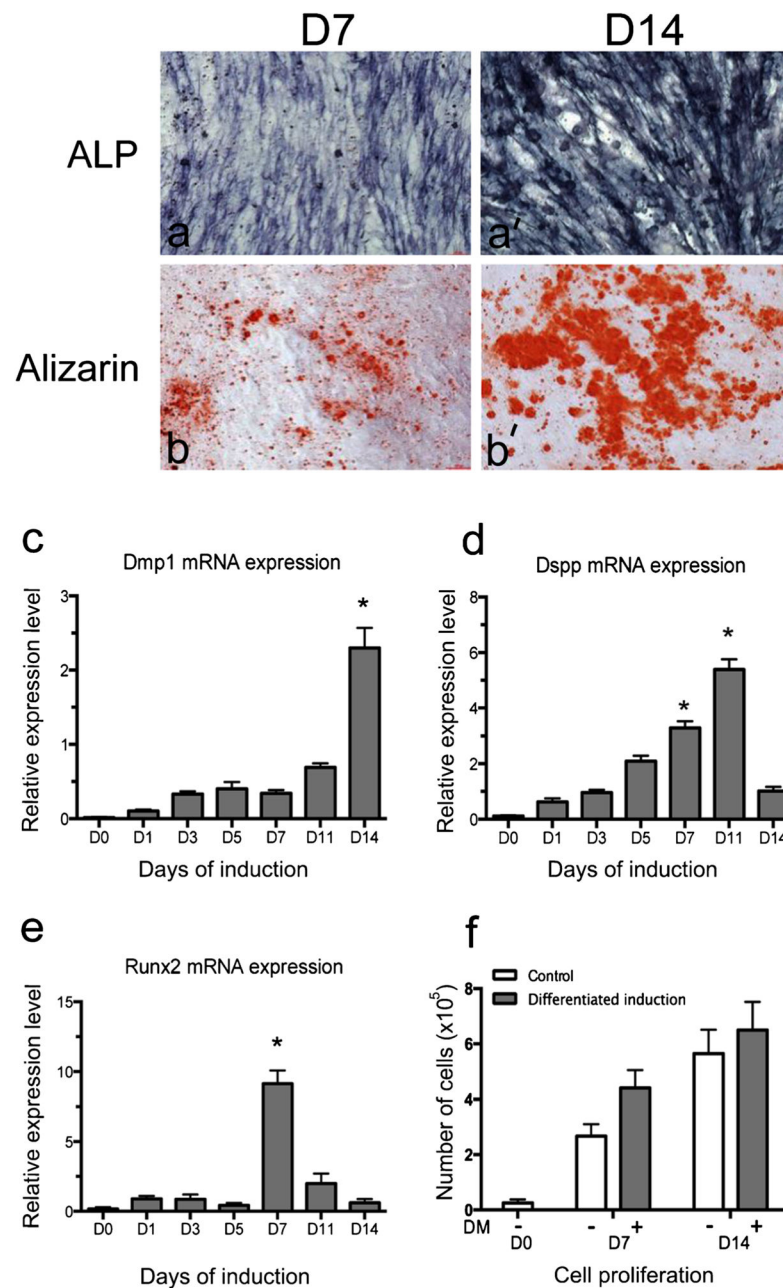 D7 D14
ALP
a a′
Alizarin
b b′
c
Dmp1 mRNA expression
Relative expression level
3
2
1
0
D0 D1 D3 D5 D7 D11 D14
*
Days of induction
d
Dspp mRNA expression
Relative expression level
8
6
4
2
0
D0 D1 D3 D5 D7 D11 D14
* *
Days of induction
e
Runx2 mRNA expression
Relative expression level
15
10
5
0
D0 D1 D3 D5 D7 D11 D14
*
Days of induction
f
Control
Differentiated induction
Number of cells (x10⁵)
8
6
4
2
0
DM - - + - +
D0 D7 D14
Cell proliferation